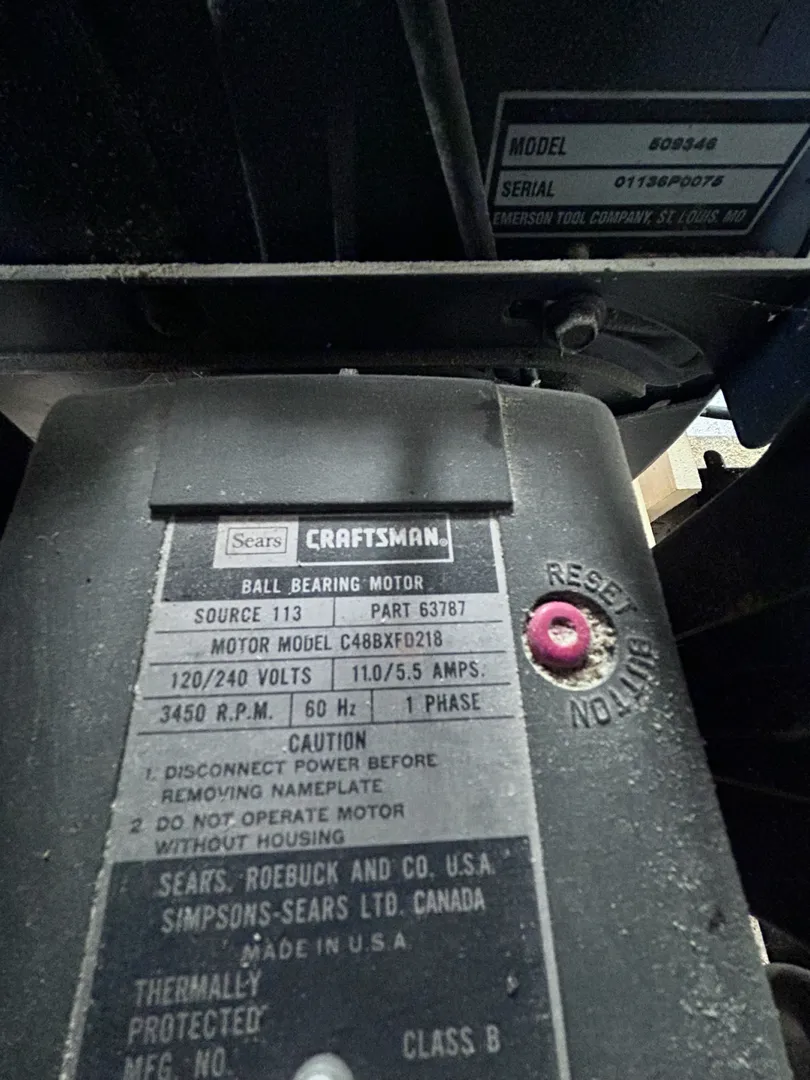 MODEL 509346
SERIAL 01136P0075
EMERSON TOOL COMPANY, ST. LOUIS, MO
Sears CRAFTSMAN®
BALL BEARING MOTOR
SOURCE 113 PART 63787
MOTOR MODEL C48BXFD218
120/240 VOLTS 11.0/5.5 AMPS.
3450 R.P.M. 60 Hz 1 PHASE
CAUTION
1. DISCONNECT POWER BEFORE
REMOVING NAMEPLATE
2 DO NOT OPERATE MOTOR
WITHOUT HOUSING
SEARS, ROEBUCK AND CO. U.S.A.
SIMPSONS-SEARS LTD. CANADA
MADE IN U.S.A.
THERMALLY
PROTECTED
CLASS B
MFG. NO.
RESET BUTTON